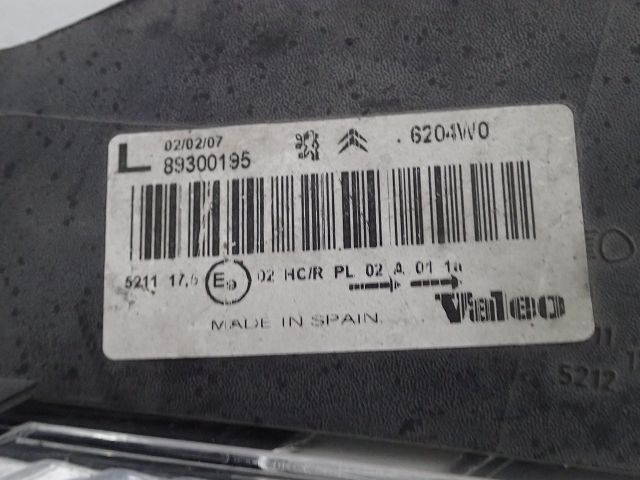 02/02/07
L 89300195 6204W0
5211 17,5 E9 02 HC/R PL 02 A 01 1a
Valeo
MADE IN SPAIN
5212